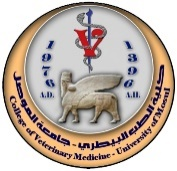 V
1976
A.D.
1396
A.H.
كلية الطب البيطري - جامعة الموصل
College of Veterinary Medicine - University of Mosul